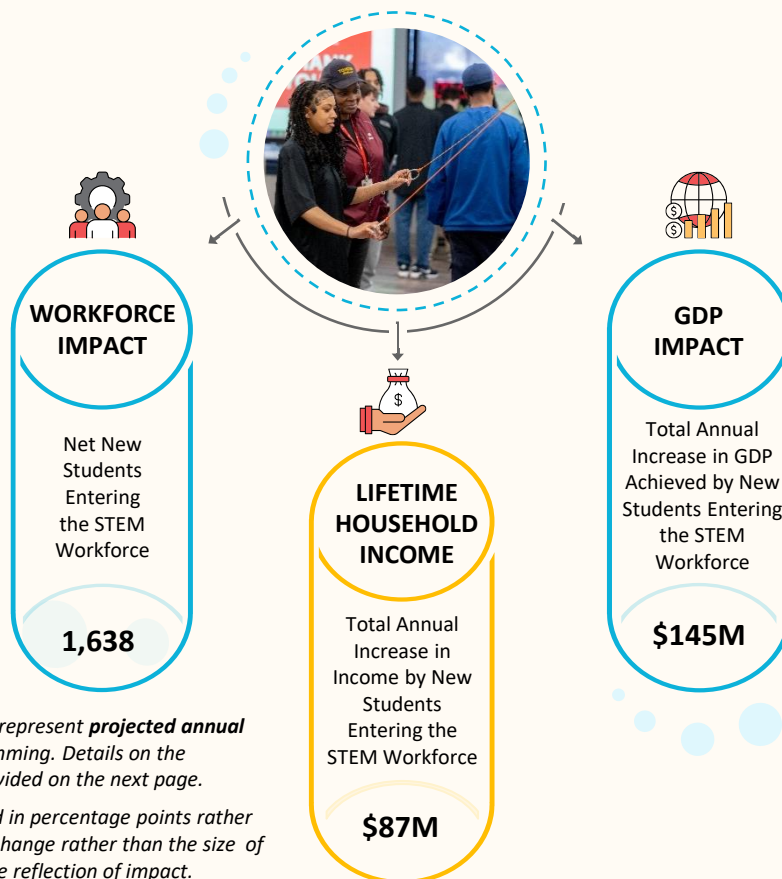 WORKFORCE
IMPACT
Net New
Students
Entering
the STEM
Workforce
1,638
$
LIFETIME
HOUSEHOLD
INCOME
Total Annual
Increase in
Income by New
Students
Entering the
STEM Workforce
$87M
$
$
GDP
IMPACT
Total Annual
Increase in GDP
Achieved by New
Students Entering
the STEM
Workforce
$145M
represent projected annual
Details on the
on the next page.
in percentage points rather
rather than the size of
reflection of impact.